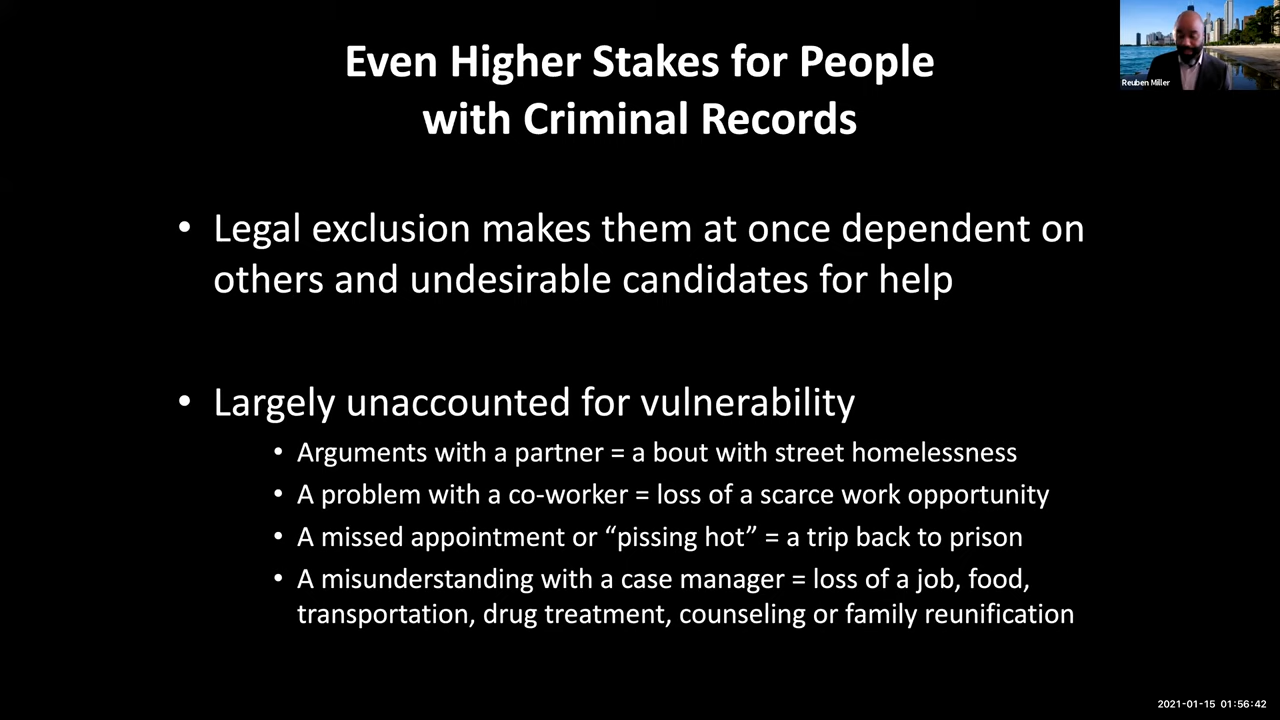 Even Higher Stakes for People
with Criminal Records
Reuben Miller
• Legal exclusion makes them at once dependent on
others and undesirable candidates for help
• Largely unaccounted for vulnerability
• Arguments with a partner = a bout with street homelessness
• A problem with a co-worker = loss of a scarce work opportunity
• A missed appointment or “pissing hot” = a trip back to prison
• A misunderstanding with a case manager = loss of a job, food,
transportation, drug treatment, counseling or family reunification
2021-01-15 01:56:42